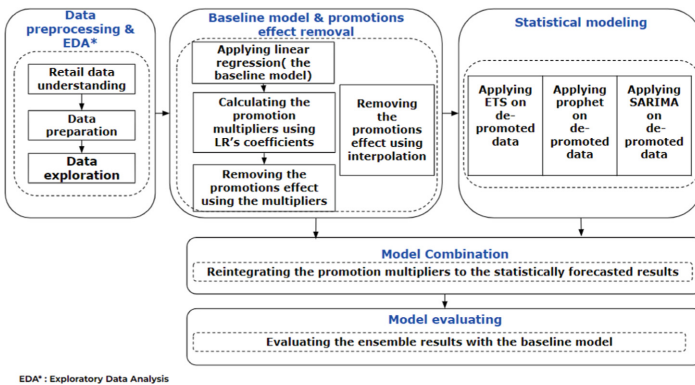 Data
preprocessing &
EDA*
Retail data
understanding
Data
preparation
Data
exploration
Baseline model & promotions
effect removal
Applying linear
regression( the
baseline model)
Calculating the
promotion
multipliers using
LR's coefficients
Removing the
promotions effect
using the multipliers
Removing
the
promotions
effect using
interpolation
Statistical modeling
Applying
ETS on
de-
promoted
data
Applying
prophet
on
de-
promoted
data
Applying
SARIMA
on
de-
promoted
data
Model Combination
Reintegrating the promotion multipliers to the statistically forecasted results
Model evaluating
Evaluating the ensemble results with the baseline model
EDA* : Exploratory Data Analysis